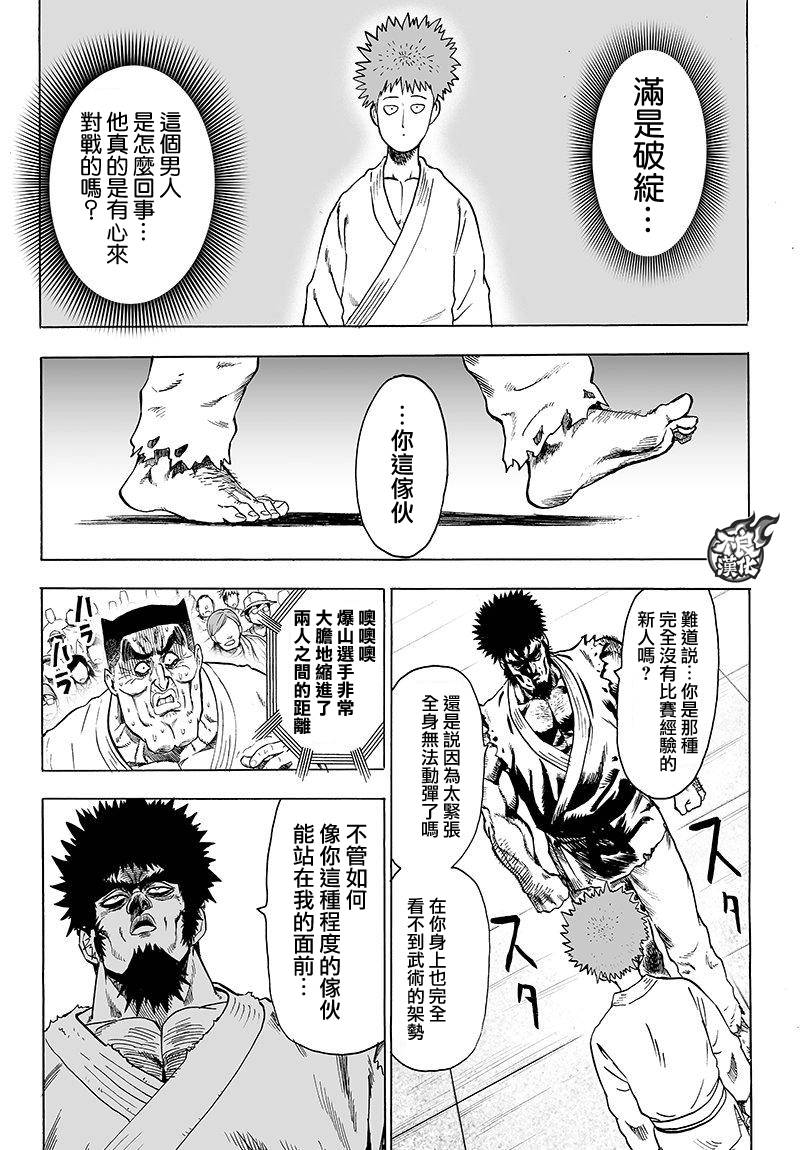 滿是破綻…
這個男人
是怎麼回事…
他真的是有心來
對戰的嗎？
…你這傢伙
難道説…你是那種
完全沒有比賽經驗的
新人嗎？
還是説因為太緊張
全身無法動彈了嗎
在你身上也完全
看不到武術的架勢
スタ
スタ
噢噢噢
爆山選手非常
大膽地縮進了
兩人之間的距離
ハラ
ハラ
不管如何
像你這種程度的傢伙
能站在我的面前…
不良
漢化